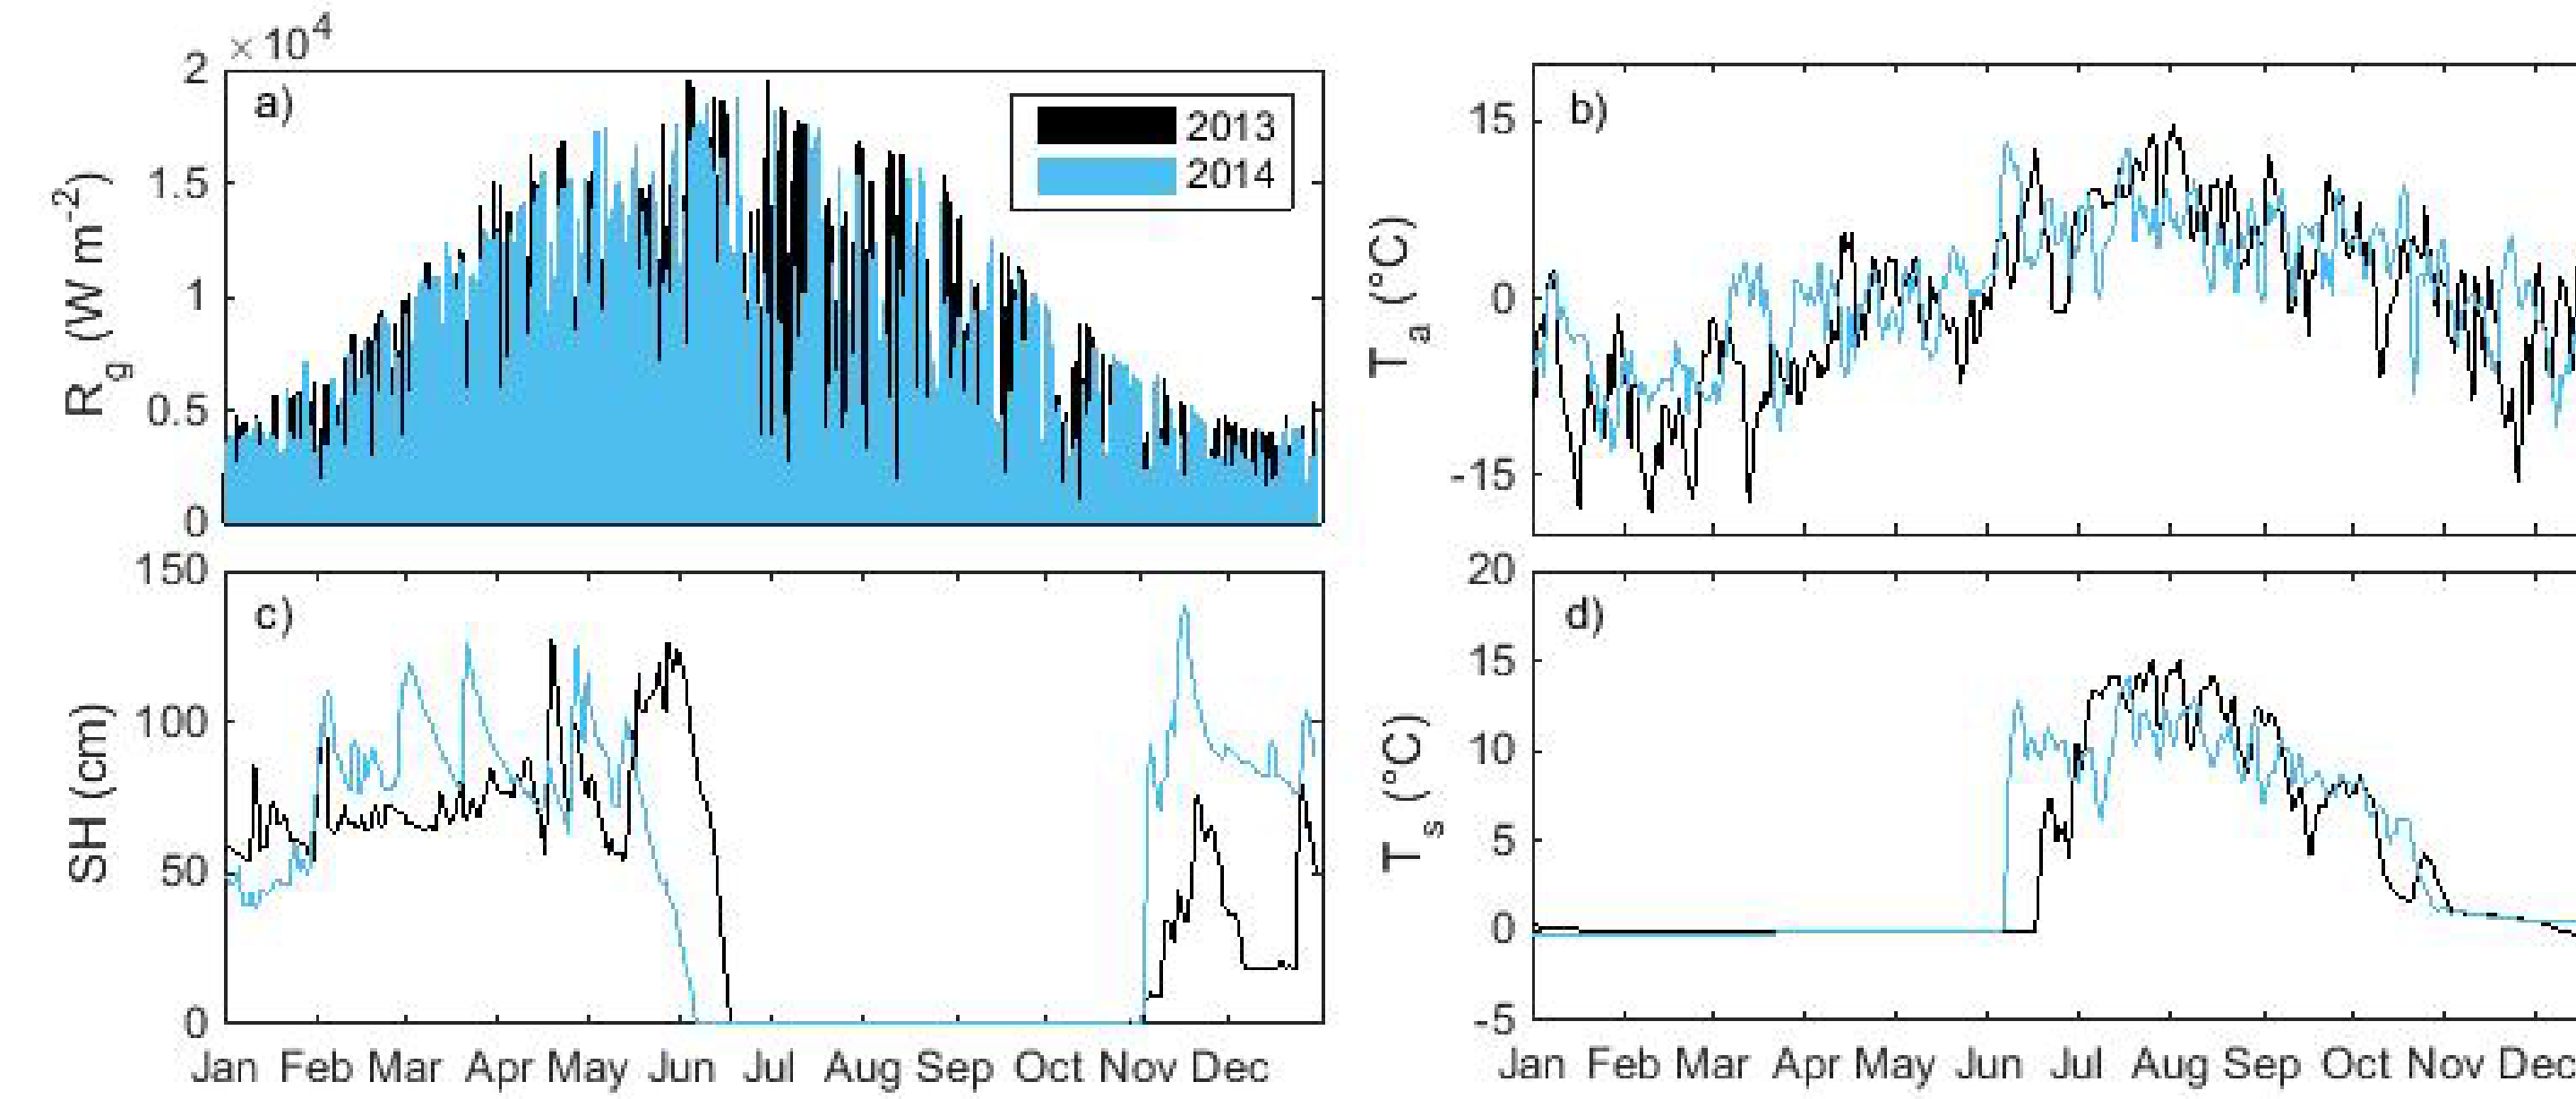 ×10⁴
2
1.5
1
0.5
0
R_g (W m⁻²)
a)
2013
2014
15
0
-15
T_a (°C)
b)
150
100
50
0
SH (cm)
c)
Jan Feb Mar Apr May Jun Jul Aug Sep Oct Nov Dec
20
15
10
5
0
-5
T_s (°C)
d)
Jan Feb Mar Apr May Jun Jul Aug Sep Oct Nov Dec